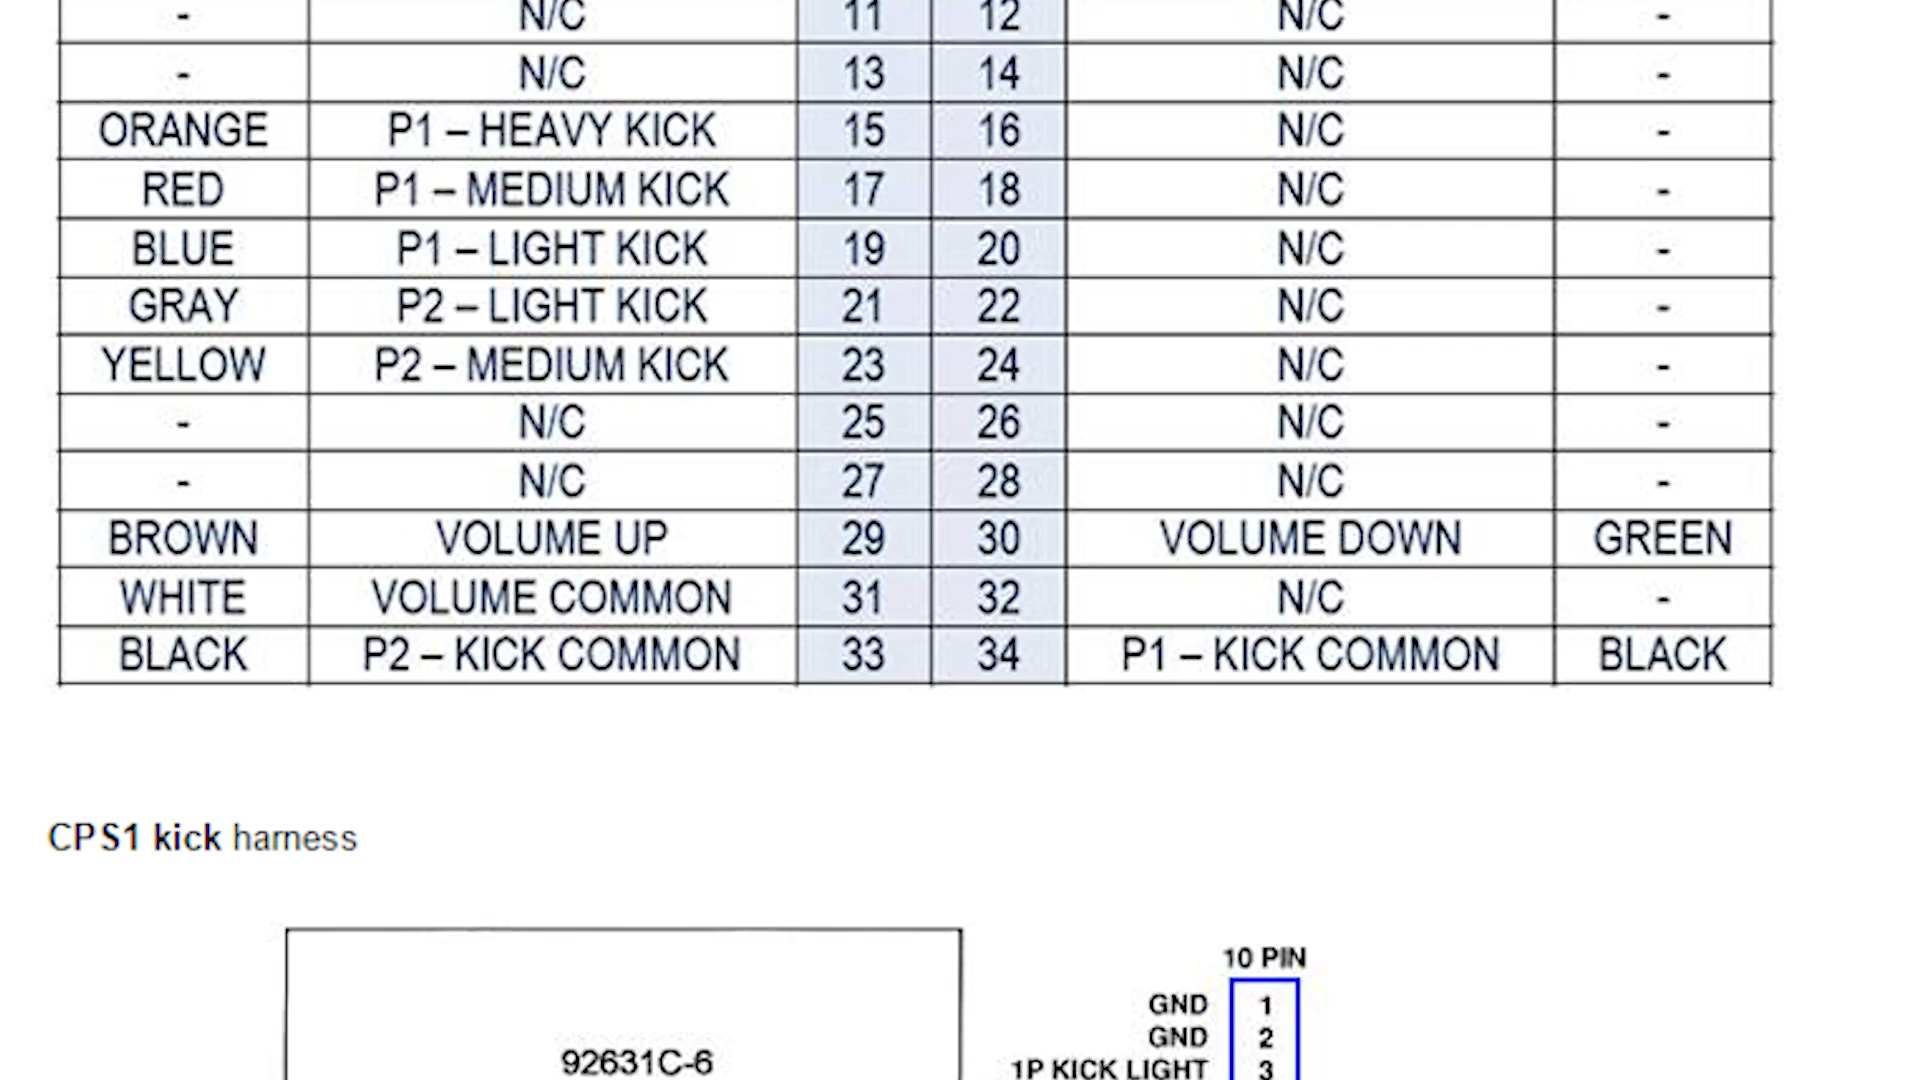 - N/C 11 12 N/C -
- N/C 13 14 N/C -
ORANGE P1 – HEAVY KICK 15 16 N/C -
RED P1 – MEDIUM KICK 17 18 N/C -
BLUE P1 – LIGHT KICK 19 20 N/C -
GRAY P2 – LIGHT KICK 21 22 N/C -
YELLOW P2 – MEDIUM KICK 23 24 N/C -
- N/C 25 26 N/C -
- N/C 27 28 N/C -
BROWN VOLUME UP 29 30 VOLUME DOWN GREEN
WHITE VOLUME COMMON 31 32 N/C -
BLACK P2 – KICK COMMON 33 34 P1 – KICK COMMON BLACK
CPS1 kick harness
10 PIN
GND 1
GND 2
92631C-6
1P KICK LIGHT 3